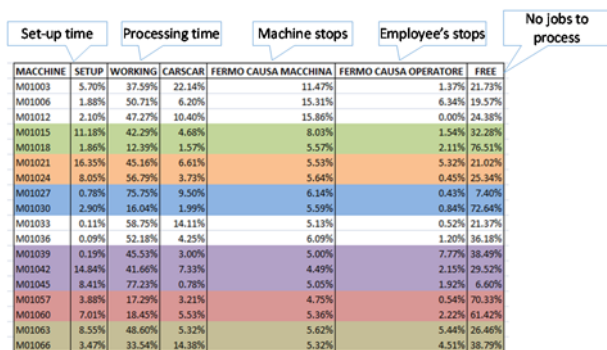 No jobs to
process
Set-up time Processing time Machine stops Employee's stops
MACCHINE SETUP WORKING CARSCAR FERMO CAUSA MACCHINA FERMO CAUSA OPERATORE FREE
M01003 5.70% 37.59% 22.14% 11.47% 1.37% 21.73%
M01006 1.88% 50.71% 6.20% 15.31% 6.34% 19.57%
M01012 2.10% 47.27% 10.40% 15.86% 0.00% 24.38%
M01015 11.18% 42.29% 4.68% 8.03% 1.54% 32.28%
M01018 1.86% 12.39% 1.57% 5.57% 2.11% 76.51%
M01021 16.35% 45.16% 6.61% 5.53% 5.32% 21.02%
M01024 8.05% 56.79% 3.73% 5.64% 0.45% 25.34%
M01027 0.78% 75.75% 9.50% 6.14% 0.43% 7.40%
M01030 2.90% 16.04% 1.99% 5.59% 0.84% 72.64%
M01033 0.11% 58.75% 14.11% 5.13% 0.52% 21.37%
M01036 0.09% 52.18% 4.25% 6.09% 1.20% 36.18%
M01039 0.19% 45.53% 3.00% 5.00% 7.77% 38.49%
M01042 14.84% 41.66% 7.33% 4.49% 2.15% 29.52%
M01045 8.41% 77.23% 0.78% 5.05% 1.92% 6.60%
M01057 3.88% 17.29% 3.21% 4.75% 0.54% 70.33%
M01060 7.01% 18.45% 5.53% 5.36% 2.22% 61.42%
M01063 8.55% 48.60% 5.32% 5.62% 5.44% 26.46%
M01066 3.47% 33.54% 14.38% 5.32% 4.51% 38.79%